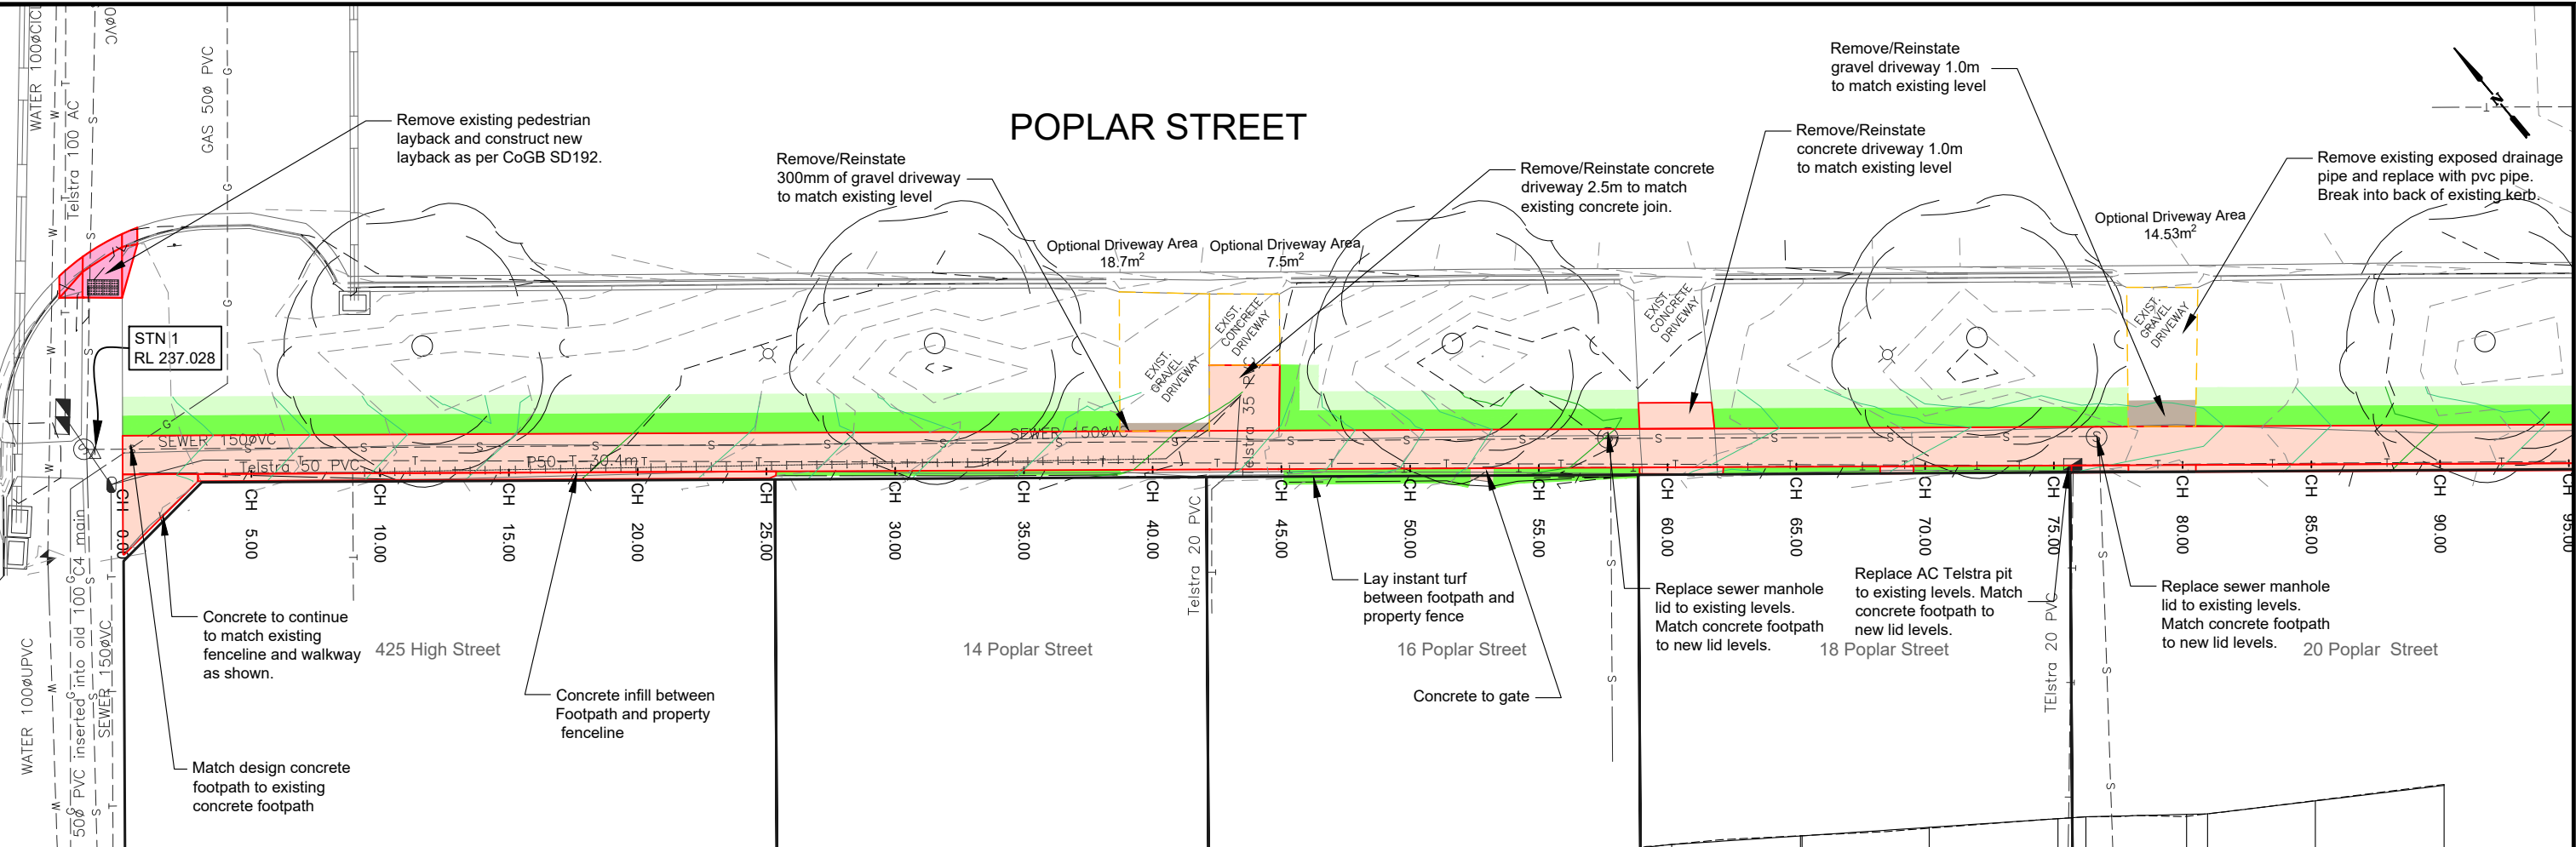 POPLAR STREET
WATER 100øCICL
Telstra 100 AC
GAS 50ø PVC
Remove existing pedestrian
layback and construct new
layback as per CoGB SD192.
Remove/Reinstate
300mm of gravel driveway
to match existing level
Optional Driveway Area
18.7m²
Optional Driveway Area
7.5m²
Remove/Reinstate concrete
driveway 2.5m to match
existing concrete join.
Remove/Reinstate
gravel driveway 1.0m
to match existing level
Remove/Reinstate
concrete driveway 1.0m
to match existing level
Remove existing exposed drainage
pipe and replace with pvc pipe.
Break into back of existing kerb.
Optional Driveway Area
14.53m²
N
STN 1
RL 237.028
EXIST.
GRAVEL
DRIVEWAY
EXIST.
CONCRETE
DRIVEWAY
EXIST.
CONCRETE
DRIVEWAY
EXIST.
GRAVEL
DRIVEWAY
SEWER 150øVC
SEWER 150øVC
Telstra 50 PVC
P50-T-30.4m
Telstra 35 PVC
CH 0.00
CH 5.00
CH 10.00
CH 15.00
CH 20.00
CH 25.00
CH 30.00
CH 35.00
CH 40.00
CH 45.00
CH 50.00
CH 55.00
CH 60.00
CH 65.00
CH 70.00
CH 75.00
CH 80.00
CH 85.00
CH 90.00
CH 95.00
Telstra 20 PVC
Lay instant turf
between footpath and
property fence
Replace sewer manhole
lid to existing levels.
Match concrete footpath
to new lid levels.
Replace AC Telstra pit
to existing levels. Match
concrete footpath to
new lid levels.
Replace sewer manhole
lid to existing levels.
Match concrete footpath
to new lid levels.
Concrete to continue
to match existing
fenceline and walkway
as shown.
425 High Street
14 Poplar Street
16 Poplar Street
18 Poplar Street
20 Poplar Street
Concrete infill between
Footpath and property
fenceline
Concrete to gate
Match design concrete
footpath to existing
concrete footpath
WATER 100øUPVC
50ø PVC inserted into old 100 C4 main
SEWER 150øVC
TElstra 20 PVC